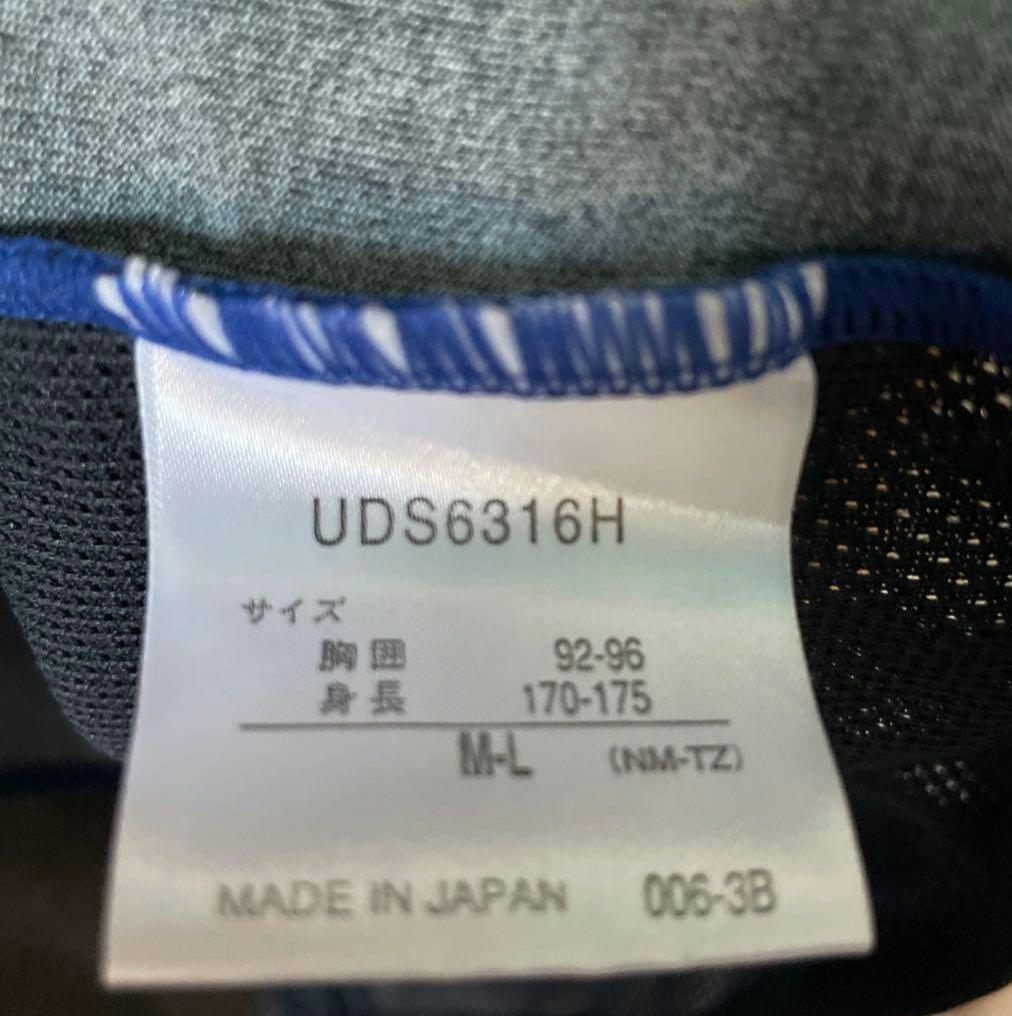 UDS6316H
サイズ
胸囲 92-96
身長 170-175
M-L (NM-TZ)
MADE IN JAPAN 006-3B